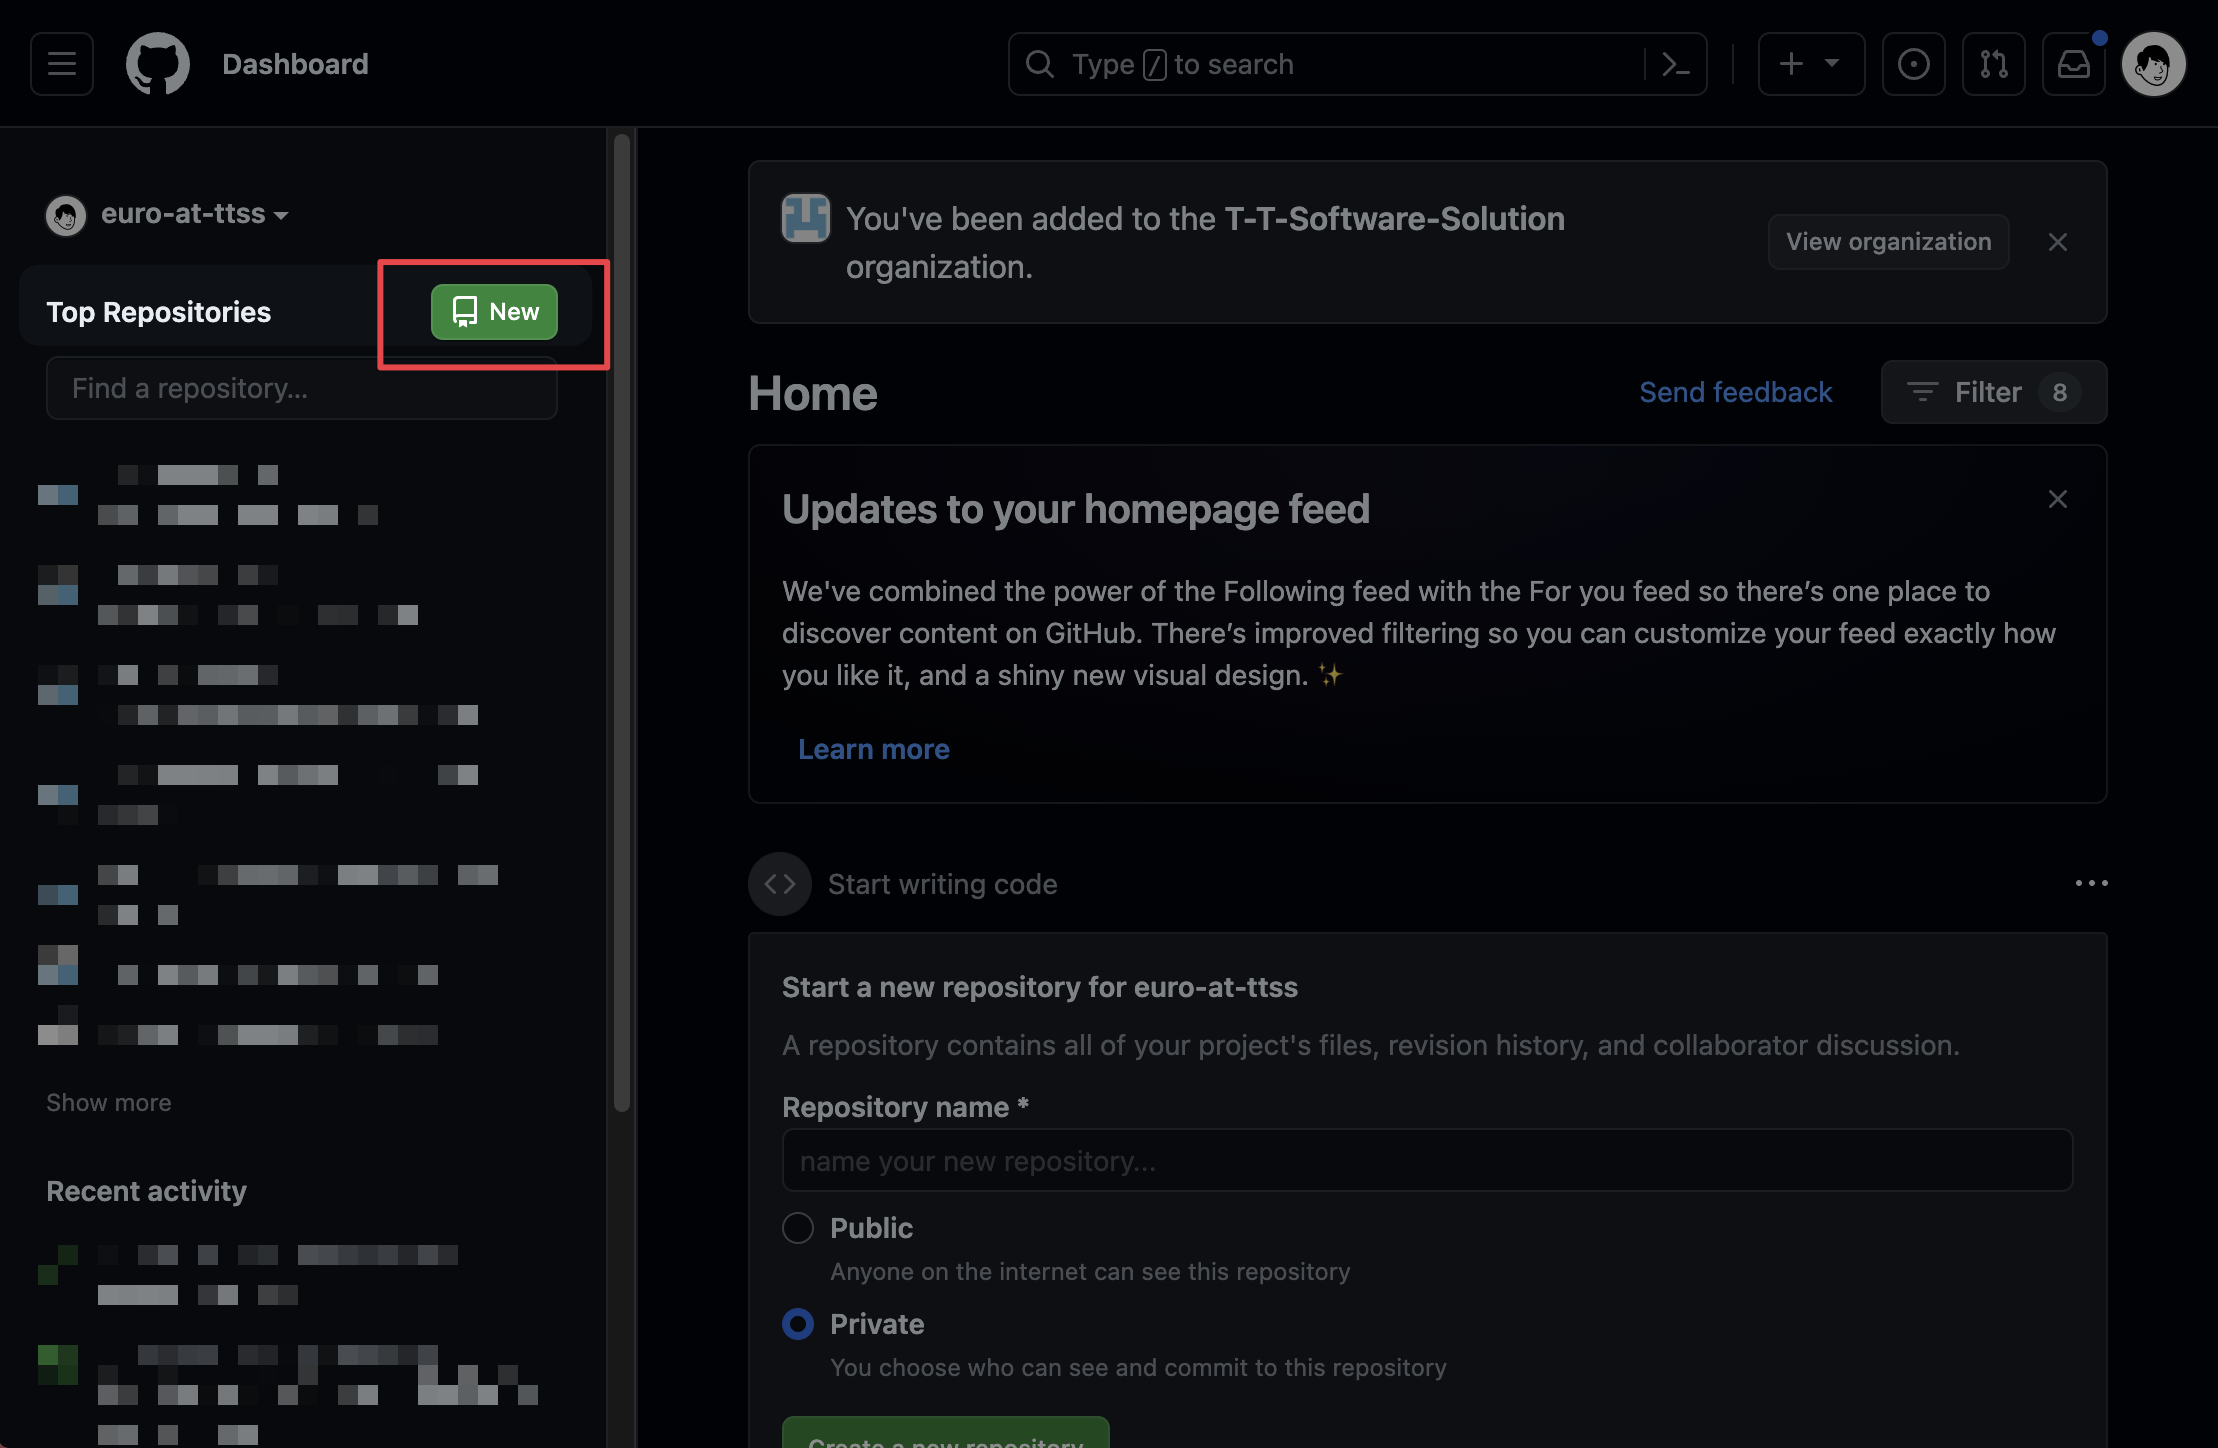 Dashboard
Type / to search
euro-at-ttss
Top Repositories
New
Find a repository...
Show more
Recent activity
You've been added to the T-T-Software-Solution
organization.
View organization
Home
Send feedback
Filter 8
Updates to your homepage feed
We've combined the power of the Following feed with the For you feed so there’s one place to
discover content on GitHub. There’s improved filtering so you can customize your feed exactly how
you like it, and a shiny new visual design. ✨
Learn more
Start writing code
Start a new repository for euro-at-ttss
A repository contains all of your project's files, revision history, and collaborator discussion.
Repository name *
name your new repository...
Public
Anyone on the internet can see this repository
Private
You choose who can see and commit to this repository
Create a new repository